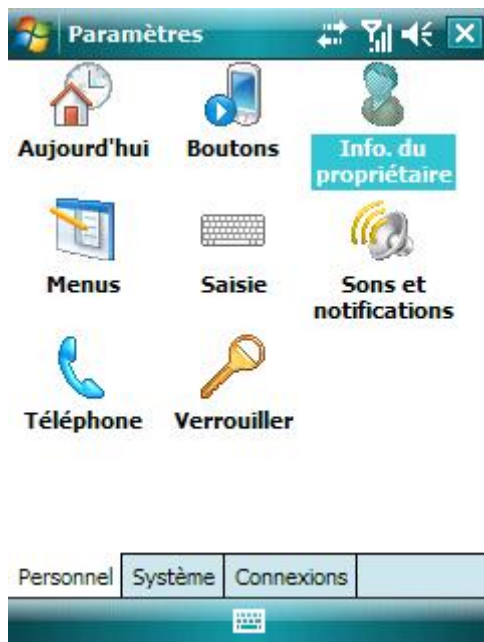 Paramètres
Aujourd'hui Boutons Info. du
propriétaire
Menus Saisie Sons et
notifications
Téléphone Verrouiller
Personnel Système Connexions